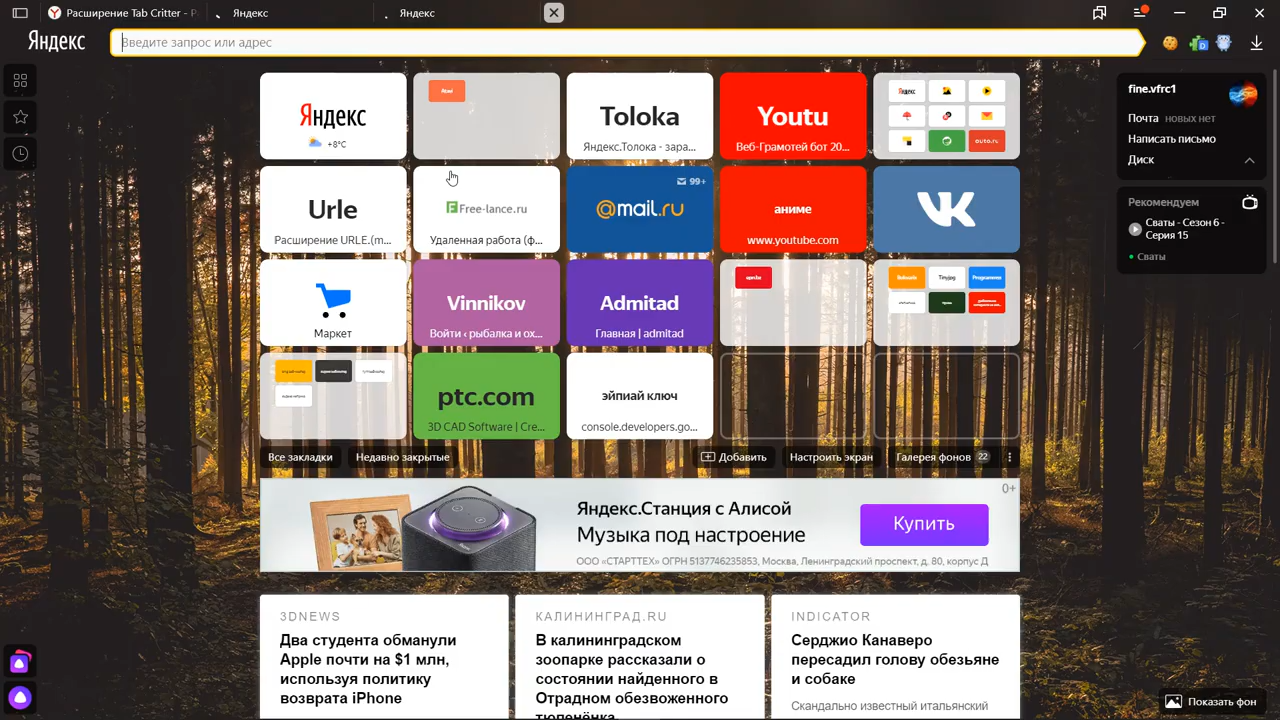 Расширение Tab Critter - P
Яндекс
Яндекс
Яндекс
Введите запрос или адрес
Яндекс
+8°C
Toloka
Яндекс.Толока - зара...
Youtu
Веб-Грамотей бот 20...
Яндекс
auto.ru
fine.vfrc1
Почта новых нет
Написать письмо
Диск
Рекомендуем
Сваты - Сезон 6 -
Серия 15
Сваты
Urle
Расширение URLE.(m...
Free-lance.ru
Удаленная работа (ф...
99+
@mail.ru
аниме
www.youtube.com
Маркет
Vinnikov
Войти ‹ рыбалка и ох...
Admitad
Главная | admitad
Tinyjpg
ptc.com
3D CAD Software | Cre...
эйпиай ключ
console.developers.go...
Все закладки
Недавно закрытые
Добавить
Настроить экран
Галерея фонов 22
0+
Яндекс.Станция с Алисой
Музыка под настроение
ООО «СТАРТТЕХ» ОГРН 5137746235853, Москва, Ленинградский проспект, д. 80, корпус Д
Купить
3DNEWS
Два студента обманули
Apple почти на $1 млн,
используя политику
возврата iPhone
КАЛИНИНГРАД.RU
В калининградском
зоопарке рассказали о
состоянии найденного в
Отрадном обезвоженного
тюленёнка
INDICATOR
Серджио Канаверо
пересадил голову обезьяне
и собаке
Скандально известный итальянский
Показать фон